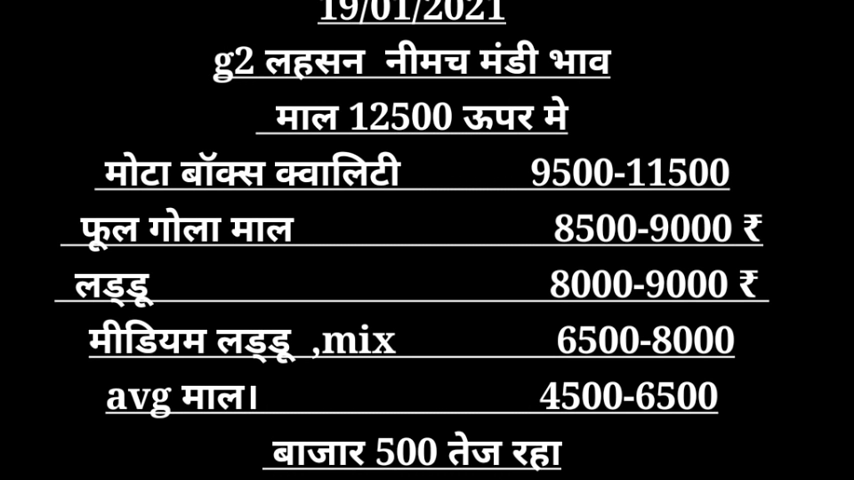 19/01/2021
g2 लहसन नीमच मंडी भाव
माल 12500 ऊपर मे
मोटा बॉक्स क्वालिटी 9500-11500
फूल गोला माल 8500-9000 ₹
लड्डू 8000-9000 ₹
मीडियम लड्डू ,mix 6500-8000
avg माल। 4500-6500
बाजार 500 तेज रहा